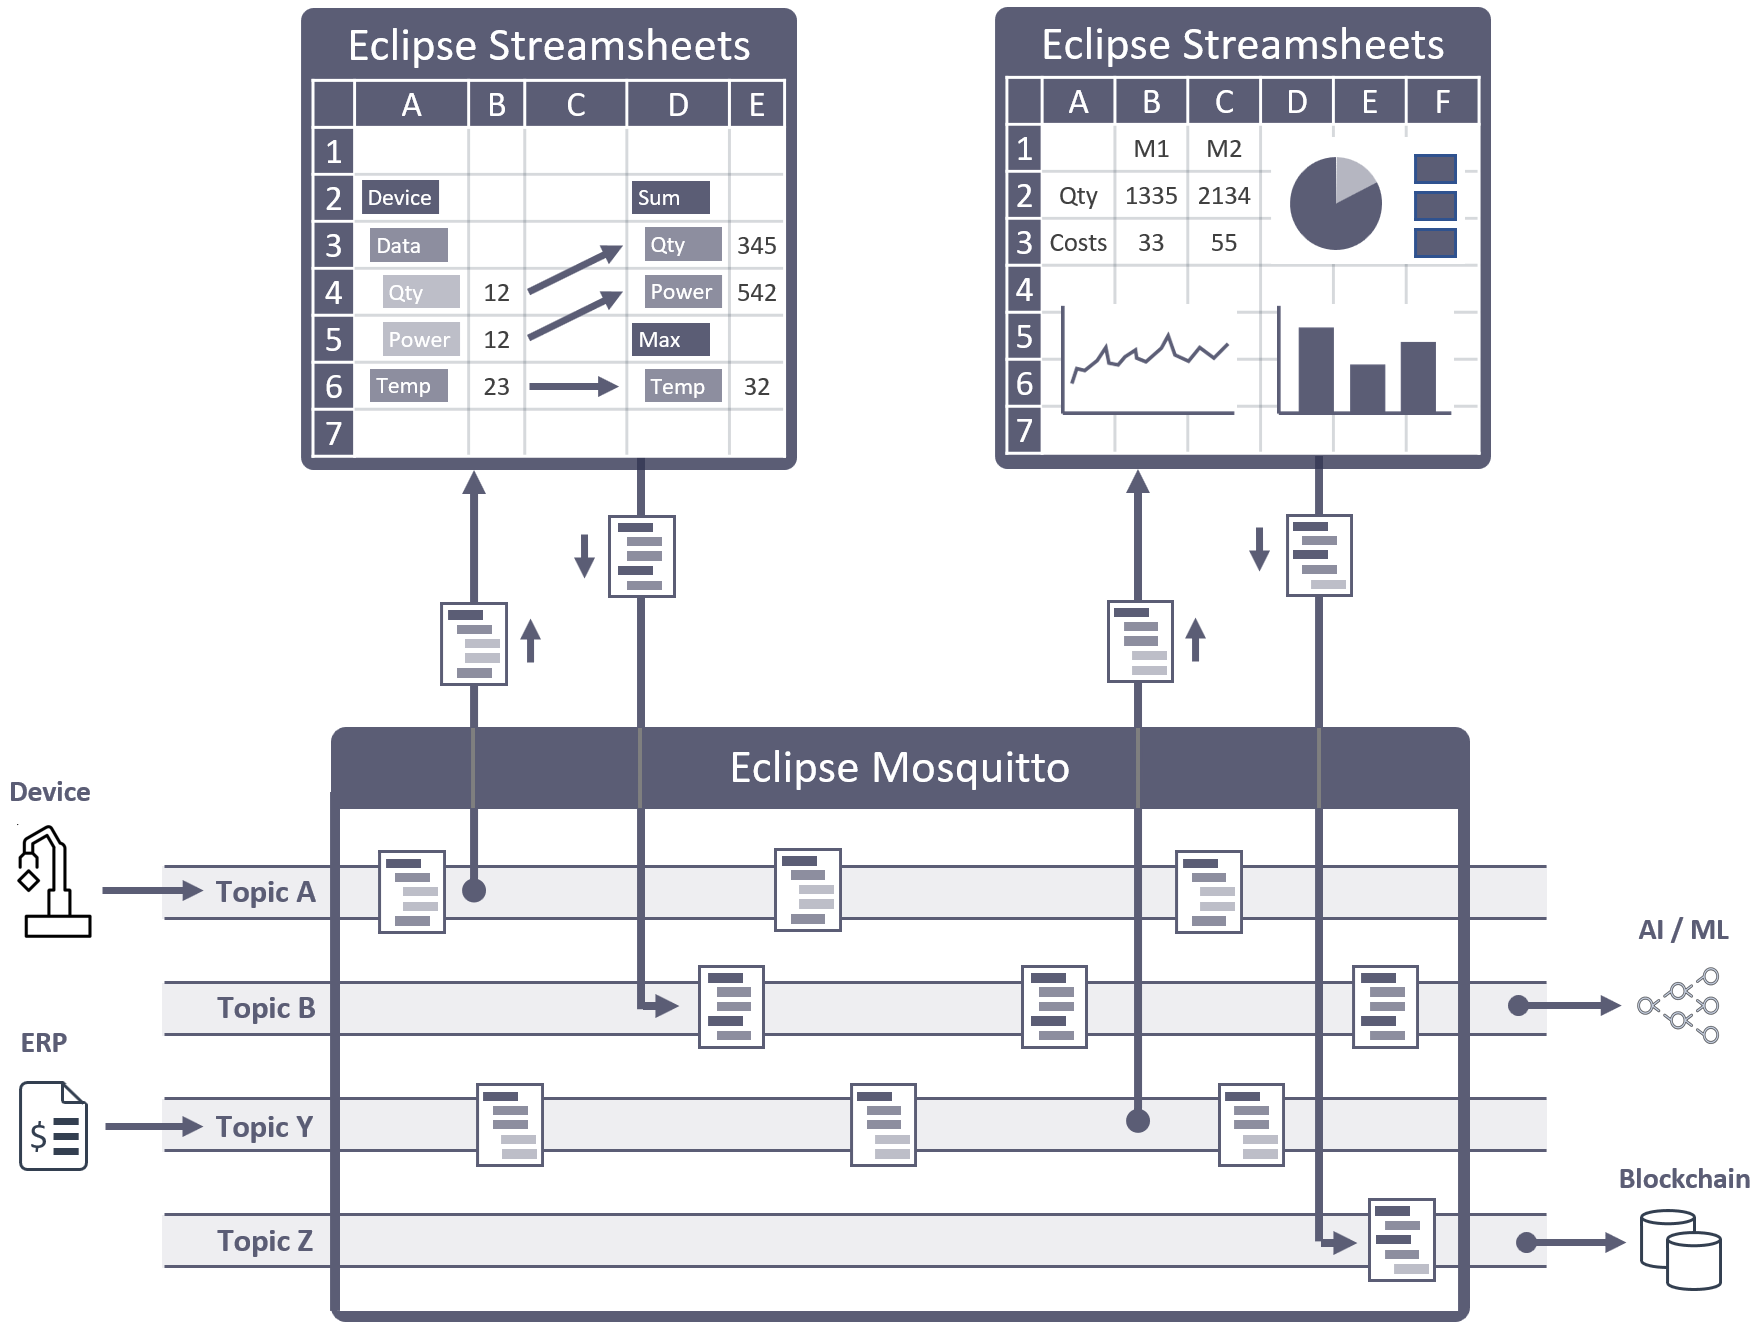 Eclipse Streamsheets
A B C D E
1
2 Device Sum
3 Data Qty 345
4 Qty 12 Power 542
5 Power 12 Max
6 Temp 23 Temp 32
7
Eclipse Streamsheets
A B C D E F
1 M1 M2
2 Qty 1335 2134
3 Costs 33 55
4
5
6
7
Eclipse Mosquitto
Device
Topic A
AI / ML
Topic B
ERP
$
Topic Y
Blockchain
Topic Z